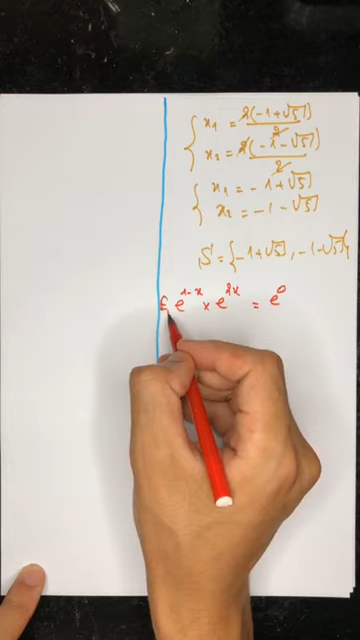 x₁ = 2(-1+√5) / 2
x₂ = 2(-1-√5) / 2
x₁ = -1+√5
x₂ = -1-√5
S = {-1+√5, -1-√5}
e^(1-x) × e^(2x) = e^0